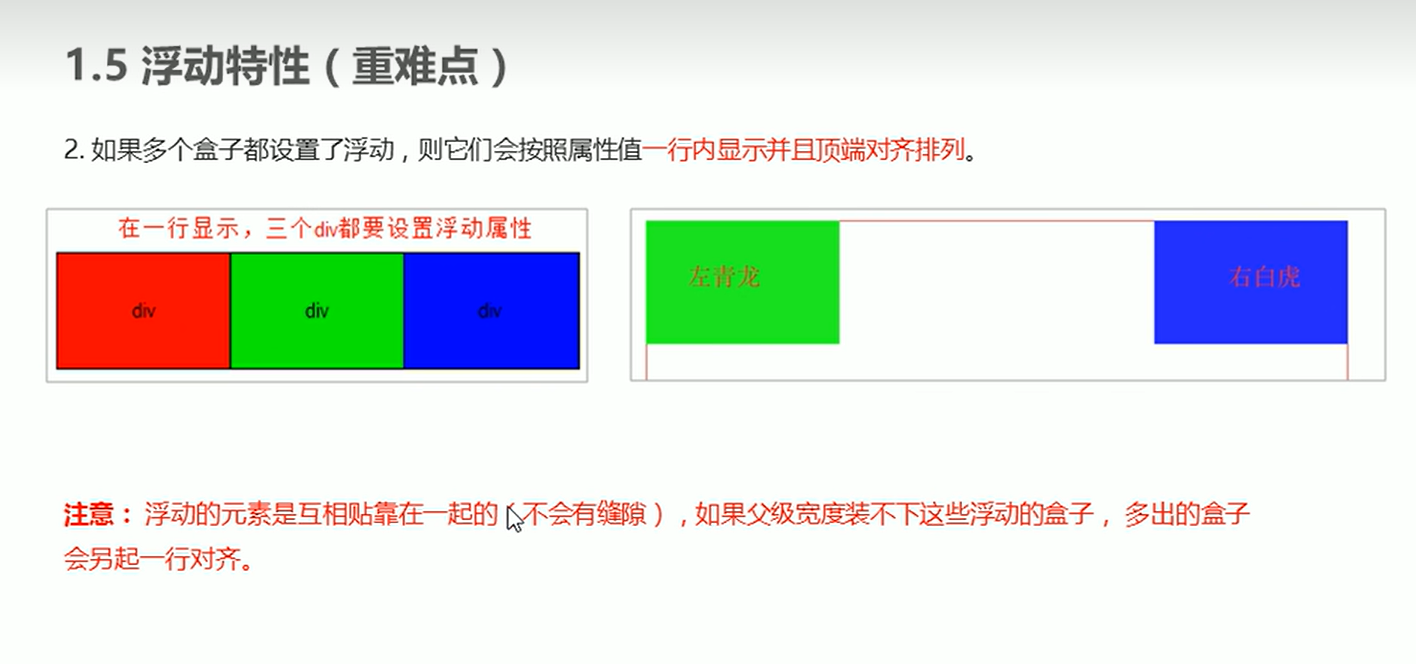 1.5 浮动特性（重难点）
2. 如果多个盒子都设置了浮动，则它们会按照属性值一行内显示并且顶端对齐排列。
在一行显示，三个div都要设置浮动属性
div
div
div
左青龙
右白虎
注意： 浮动的元素是互相贴靠在一起的（不会有缝隙），如果父级宽度装不下这些浮动的盒子， 多出的盒子
会另起一行对齐。